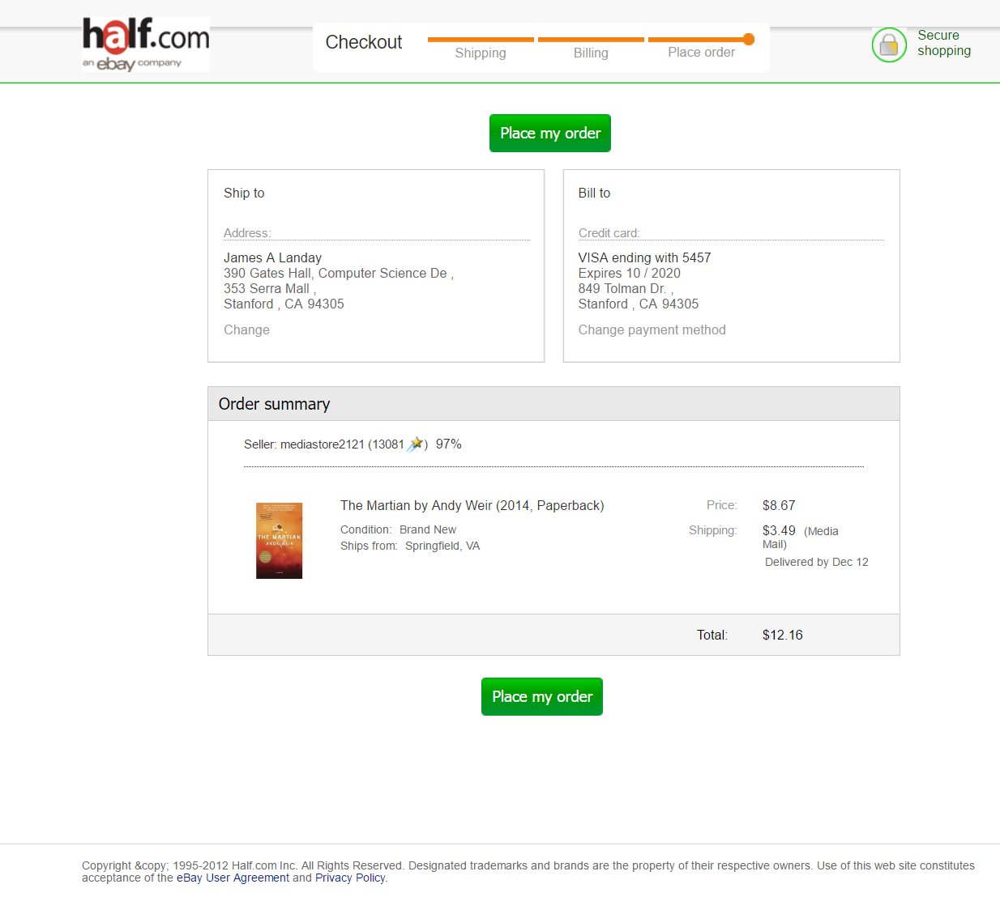 half.com
an ebay company
Checkout
Shipping
Billing
Place order
Secure
shopping
Place my order
Ship to
Address:
James A Landay
390 Gates Hall, Computer Science De ,
353 Serra Mall ,
Stanford , CA 94305
Change
Bill to
Credit card:
VISA ending with 5457
Expires 10 / 2020
849 Tolman Dr. ,
Stanford , CA 94305
Change payment method
Order summary
Seller: mediastore2121 (13081 ) 97%
THE MARTIAN
ANDY WEIR
The Martian by Andy Weir (2014, Paperback)
Condition: Brand New
Ships from: Springfield, VA
Price: $8.67
Shipping: $3.49 (Media
Mail)
Delivered by Dec 12
Total: $12.16
Place my order
Copyright &copy; 1995-2012 Half.com Inc. All Rights Reserved. Designated trademarks and brands are the property of their respective owners. Use of this web site constitutes
acceptance of the eBay User Agreement and Privacy Policy.